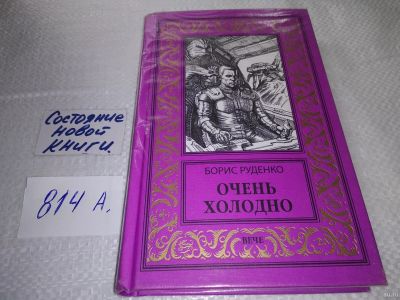 Состояние
новой
книги.
814 А.
БОРИС РУДЕНКО
ОЧЕНЬ
ХОЛОДНО
ВЕЧЕ